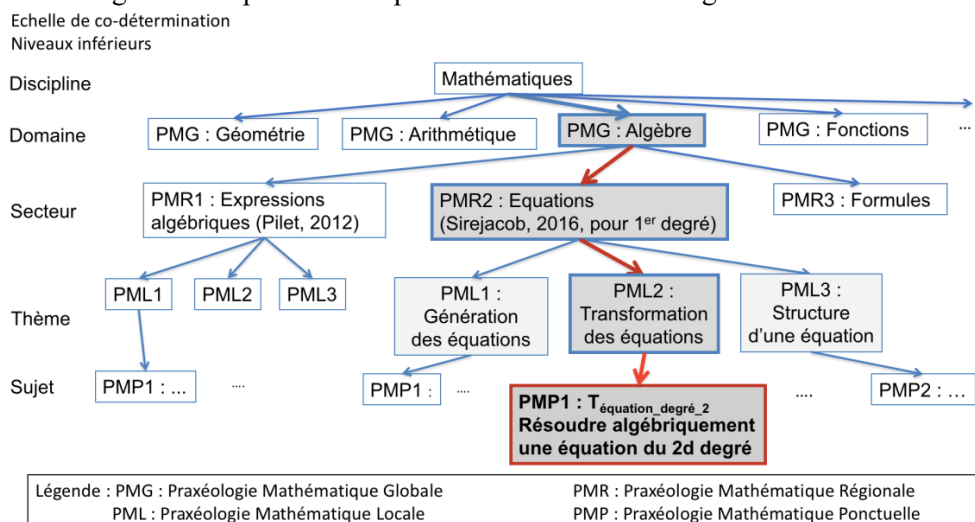 Echelle de co-détermination
Niveaux inférieurs
Discipline
Mathématiques
Domaine
PMG : Géométrie
PMG : Arithmétique
PMG : Algèbre
PMG : Fonctions
...
Secteur
PMR1 : Expressions
algébriques (Pilet, 2012)
PMR2 : Equations
(Sirejacob, 2016, pour 1er degré)
PMR3 : Formules
Thème
PML1
PML2
PML3
PML1 :
Génération
des équations
PML2 :
Transformation
des équations
PML3 :
Structure
d'une équation
Sujet
PMP1 : ...
....
PMP1 :
....
PMP1 : Téquation_degré_2
Résoudre algébriquement
une équation du 2d degré
....
PMP2 : ...
Légende : PMG : Praxéologie Mathématique Globale
PMR : Praxéologie Mathématique Régionale
PML : Praxéologie Mathématique Locale
PMP : Praxéologie Mathématique Ponctuelle